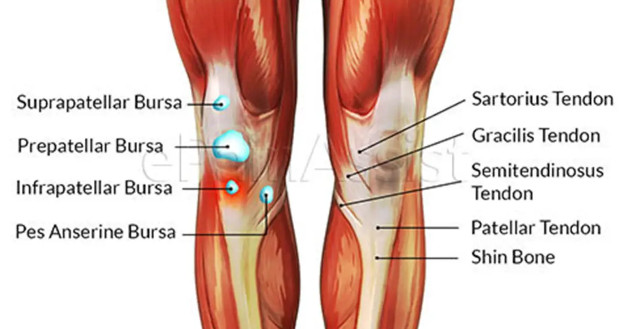 Suprapatellar Bursa
Prepatellar Bursa
Infrapatellar Bursa
Pes Anserine Bursa
Sartorius Tendon
Gracilis Tendon
Semitendinosus
Tendon
Patellar Tendon
Shin Bone